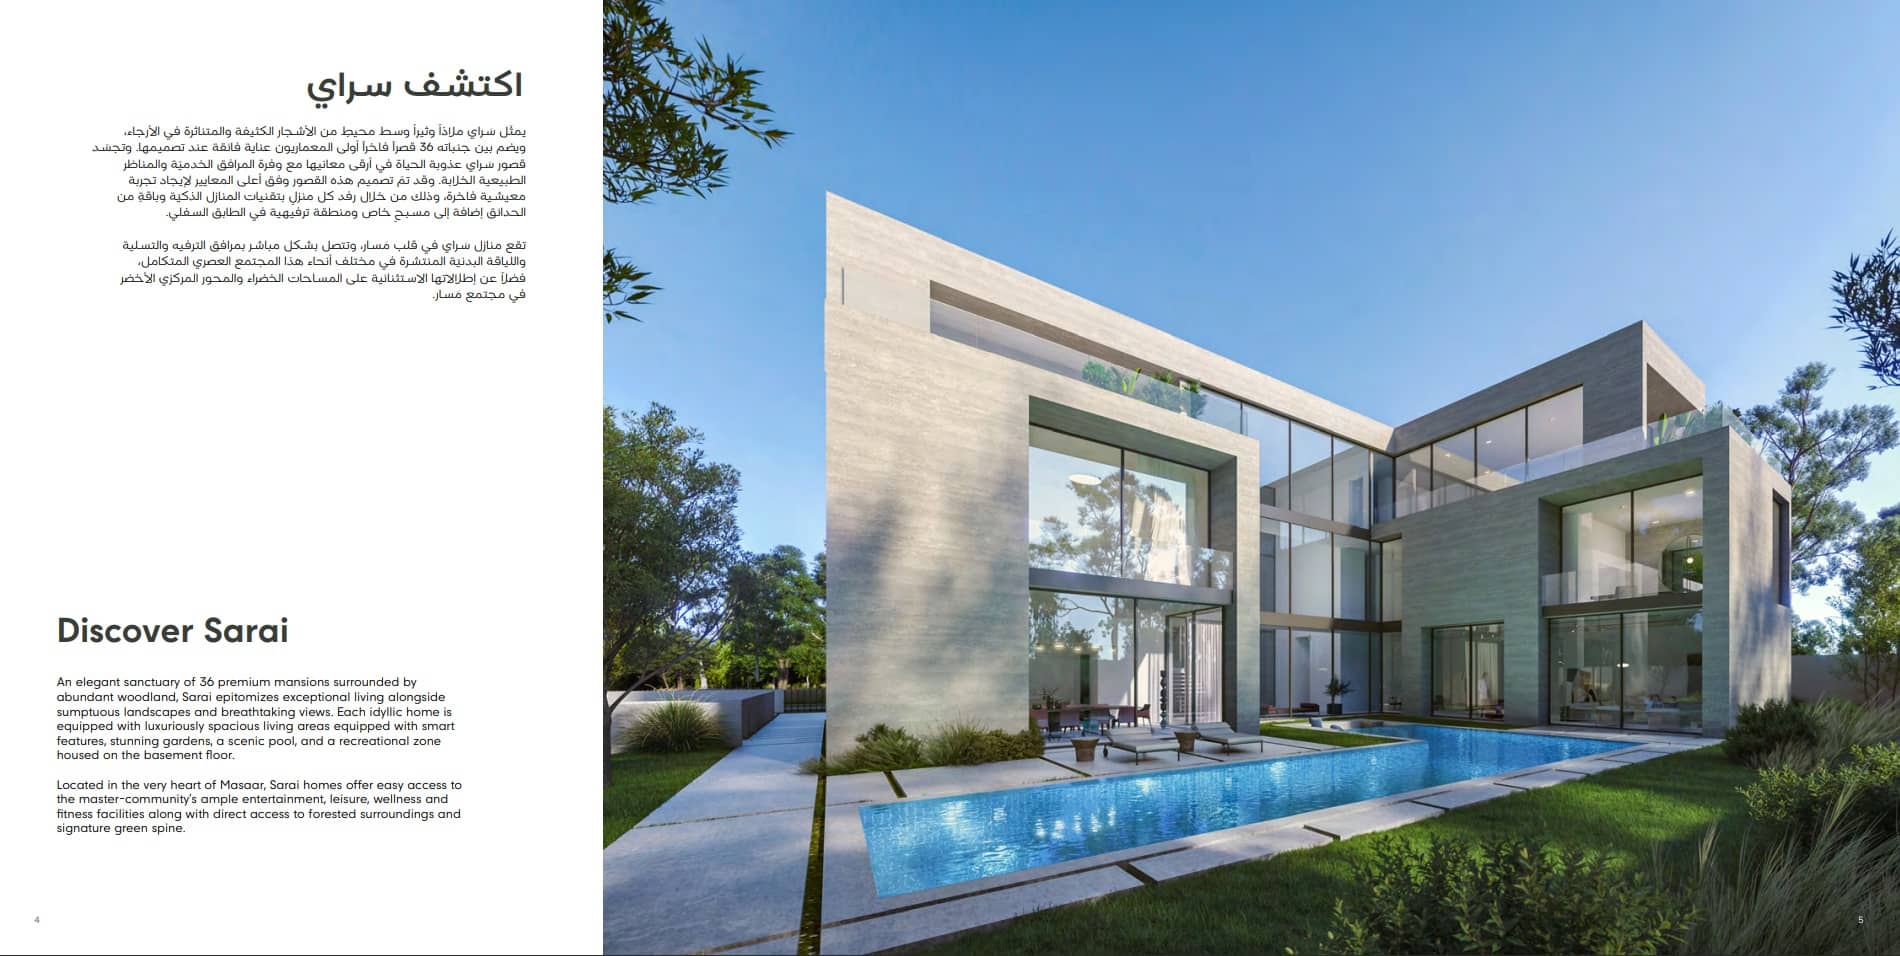 اكتشف سراي
يمثّل سَراي ملاذاً وثيراً وسط محيطٍ من الأشجار الكثيفة والمتناثرة في الأرجاء،
ويضم بين جنباته 36 قصراً فاخراً أولى المعماريون عناية فائقة عند تصميمها. وتجسّد
قصور سَراي عذوبة الحياة في أرقى معانيها مع وفرة المرافق الخدميّة والمناظر
الطبيعية الخلابة. وقد تمّ تصميم هذه القصور وفق أعلى المعايير لإيجاد تجربة
معيشية فاخرة، وذلك من خلال رفد كل منزلٍ بتقنيات المنازل الذكيّة وباقةٍ من
الحدائق إضافة إلى مسبحٍ خاص ومنطقة ترفيهية في الطابق السفلي.
تقع منازل سَراي في قلب مَسار، وتتصل بشكل مباشر بمرافق الترفيه والتسلية
واللياقة البدنية المنتشرة في مختلف أنحاء هذا المجتمع العصري المتكامل،
فضلاً عن إطلالاتها الاستثنائية على المساحات الخضراء والمحور المركزي الأخضر
في مجتمع مَسار.
Discover Sarai
An elegant sanctuary of 36 premium mansions surrounded by
abundant woodland, Sarai epitomizes exceptional living alongside
sumptuous landscapes and breathtaking views. Each idyllic home is
equipped with luxuriously spacious living areas equipped with smart
features, stunning gardens, a scenic pool, and a recreational zone
housed on the basement floor.
Located in the very heart of Masaar, Sarai homes offer easy access to
the master-community's ample entertainment, leisure, wellness and
fitness facilities along with direct access to forested surroundings and
signature green spine.
4
5